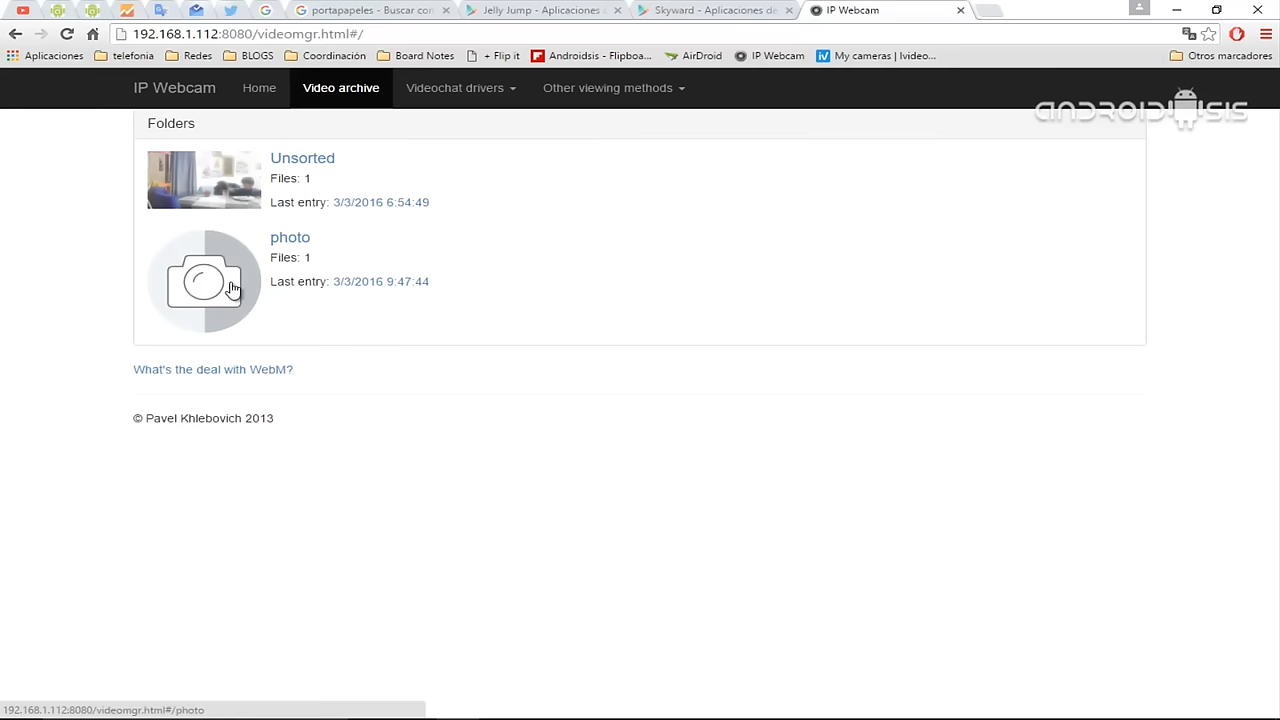 portapapeles - Buscar con
Jelly Jump - Aplicaciones
Skyward - Aplicaciones de
IP Webcam
192.168.1.112:8080/videomgr.html#/
Aplicaciones
telefonia
Redes
BLOGS
Coordinación
Board Notes
+ Flip it
Androidsis - Flipboa...
AirDroid
IP Webcam
My cameras | Ivideo...
Otros marcadores
IP Webcam
Home
Video archive
Videochat drivers
Other viewing methods
ANDROIDSIS
Folders
Unsorted
Files: 1
Last entry: 3/3/2016 6:54:49
photo
Files: 1
Last entry: 3/3/2016 9:47:44
What's the deal with WebM?
© Pavel Khlebovich 2013
192.168.1.112:8080/videomgr.html#/photo